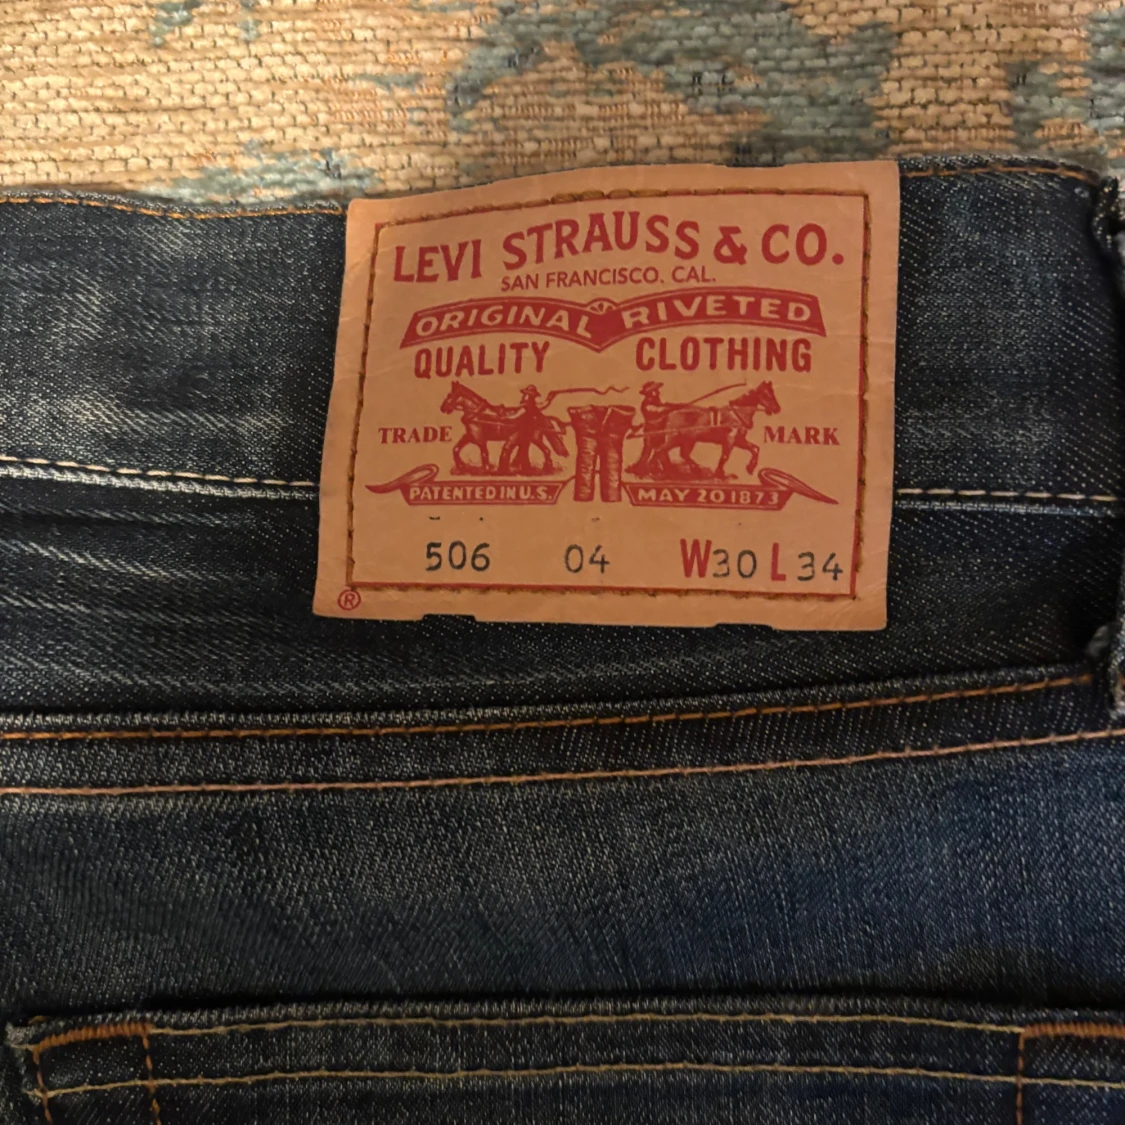 LEVI STRAUSS & CO.
SAN FRANCISCO, CAL.
ORIGINAL RIVETED
QUALITY CLOTHING
TRADE MARK
PATENTED IN U.S. MAY 20 1873
506 04 W30 L34
®